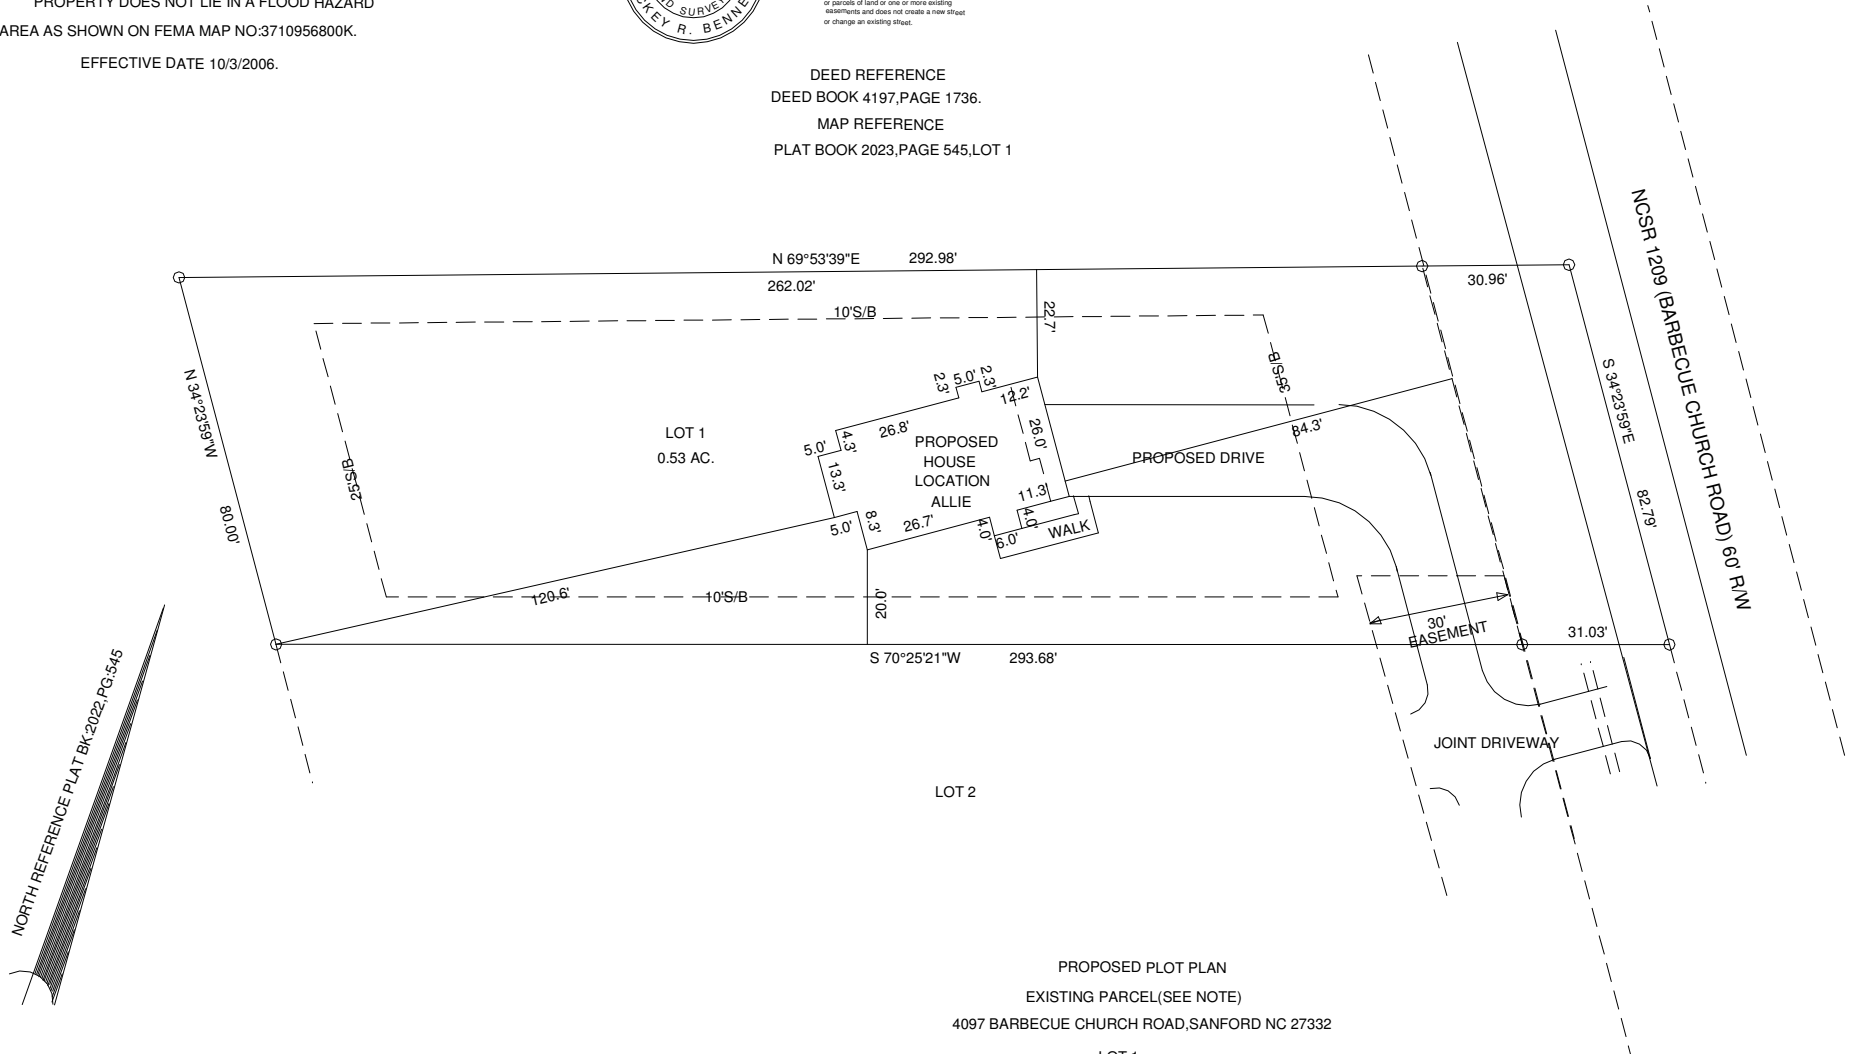 PROPERTY DOES NOT LIE IN A FLOOD HAZARD
AREA AS SHOWN ON FEMA MAP NO:3710956800K.
EFFECTIVE DATE 10/3/2006.
SURVEY
CKEY R. BENNE
or parcels of land or one or more existing
easements and does not create a new street
or change an existing street.
DEED REFERENCE
DEED BOOK 4197,PAGE 1736.
MAP REFERENCE
PLAT BOOK 2023,PAGE 545,LOT 1
NCSR 1209 (BARBECUE CHURCH ROAD) 60' R/W
N 69°53'39"E 292.98'
262.02'
30.96'
10'S/B
22.7'
35'S/B
S 34°23'59"E
82.79'
N 34°23'59"W
80.00'
25'S/B
LOT 1
0.53 AC.
2.3'
5.0'
2.3'
12.2'
26.8'
4.3'
5.0'
13.3'
26.0'
PROPOSED
HOUSE
LOCATION
ALLIE
84.3'
PROPOSED DRIVE
11.3'
4.0'
5.0'
8.3'
26.7'
4.0'
6.0'
WALK
120.6'
10'S/B
20.0'
30'
EASEMENT
31.03'
S 70°25'21"W 293.68'
NORTH REFERENCE PLAT BK:2022,PG:545
JOINT DRIVEWAY
LOT 2
PROPOSED PLOT PLAN
EXISTING PARCEL(SEE NOTE)
4097 BARBECUE CHURCH ROAD,SANFORD NC 27332
LOT 1